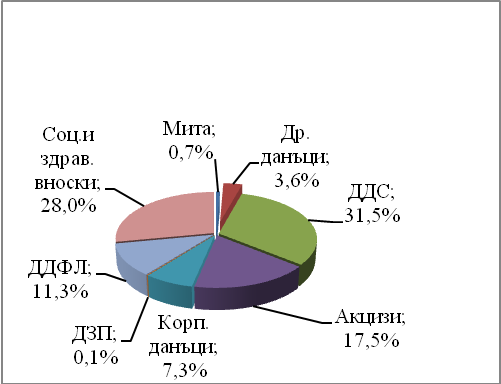 Мита;
0,7%
Др.
данъци;
3,6%
ДДС;
31,5%
Акцизи;
17,5%
Корп.
данъци;
7,3%
ДЗП;
0,1%
ДДФЛ;
11,3%
Соц.и
здрав.
вноски;
28,0%